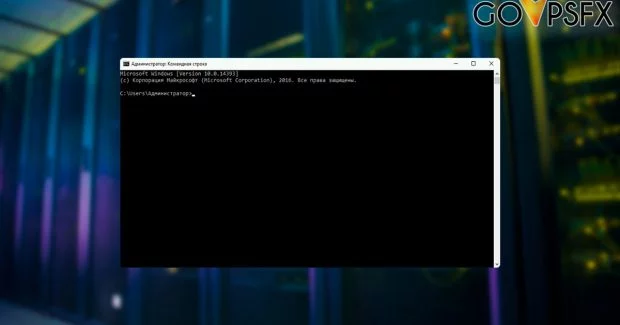 GOVPSFX
Администратор: Командная строка
Microsoft Windows [Version 10.0.14393]
(c) Корпорация Майкрософт (Microsoft Corporation), 2016. Все права защищены.
C:\Users\Администратор>